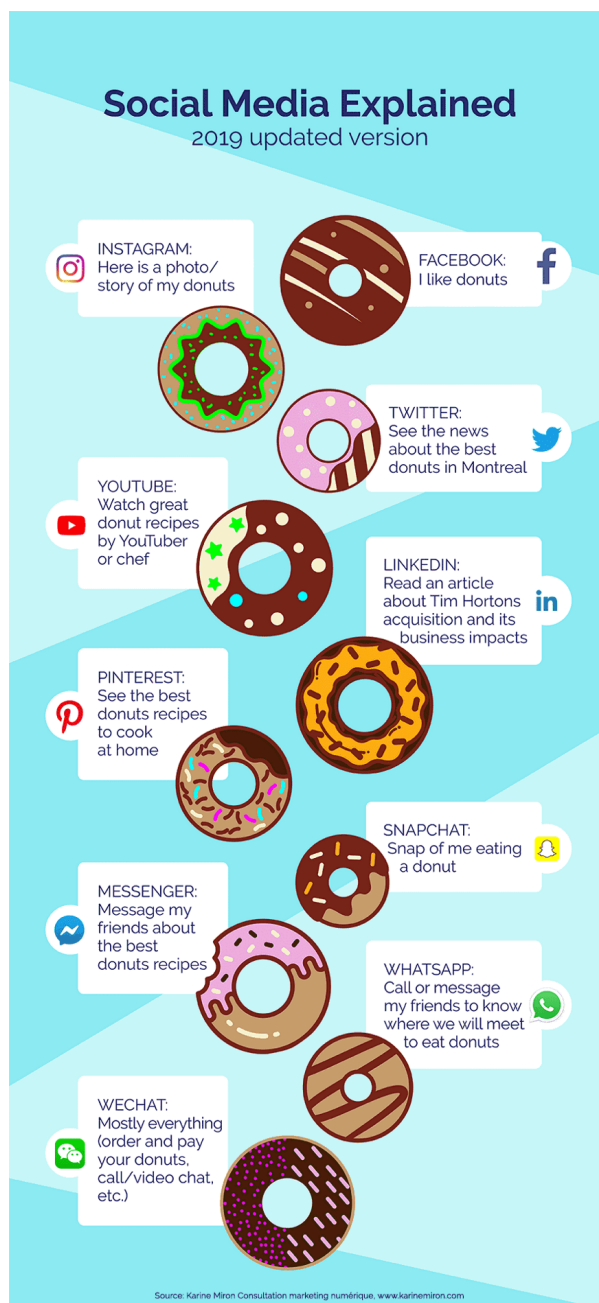 Social Media Explained
2019 updated version
INSTAGRAM:
Here is a photo/
story of my donuts
FACEBOOK:
I like donuts
TWITTER:
See the news
about the best
donuts in Montreal
YOUTUBE:
Watch great
donut recipes
by YouTuber
or chef
LINKEDIN:
Read an article
about Tim Hortons
acquisition and its
business impacts
in
PINTEREST:
See the best
donuts recipes
to cook
at home
SNAPCHAT:
Snap of me eating
a donut
MESSENGER:
Message my
friends about
the best
donuts recipes
WHATSAPP:
Call or message
my friends to know
where we will meet
to eat donuts
WECHAT:
Mostly everything
(order and pay
your donuts,
call/video chat,
etc.)
Source: Karine Miron Consultation marketing numérique, www.karinemiron.com